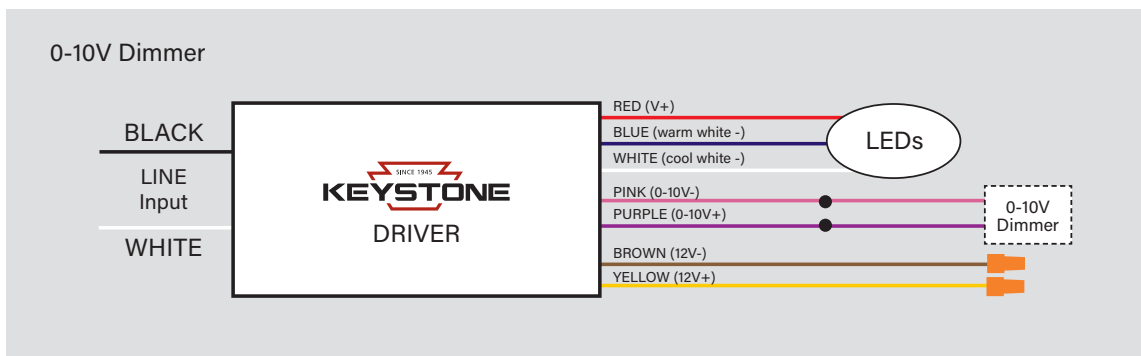 0-10V Dimmer
BLACK
LINE
Input
WHITE
SINCE 1945
KEYSTONE
DRIVER
RED (V+)
BLUE (warm white -)
WHITE (cool white -)
PINK (0-10V-)
PURPLE (0-10V+)
BROWN (12V-)
YELLOW (12V+)
LEDs
0-10V
Dimmer